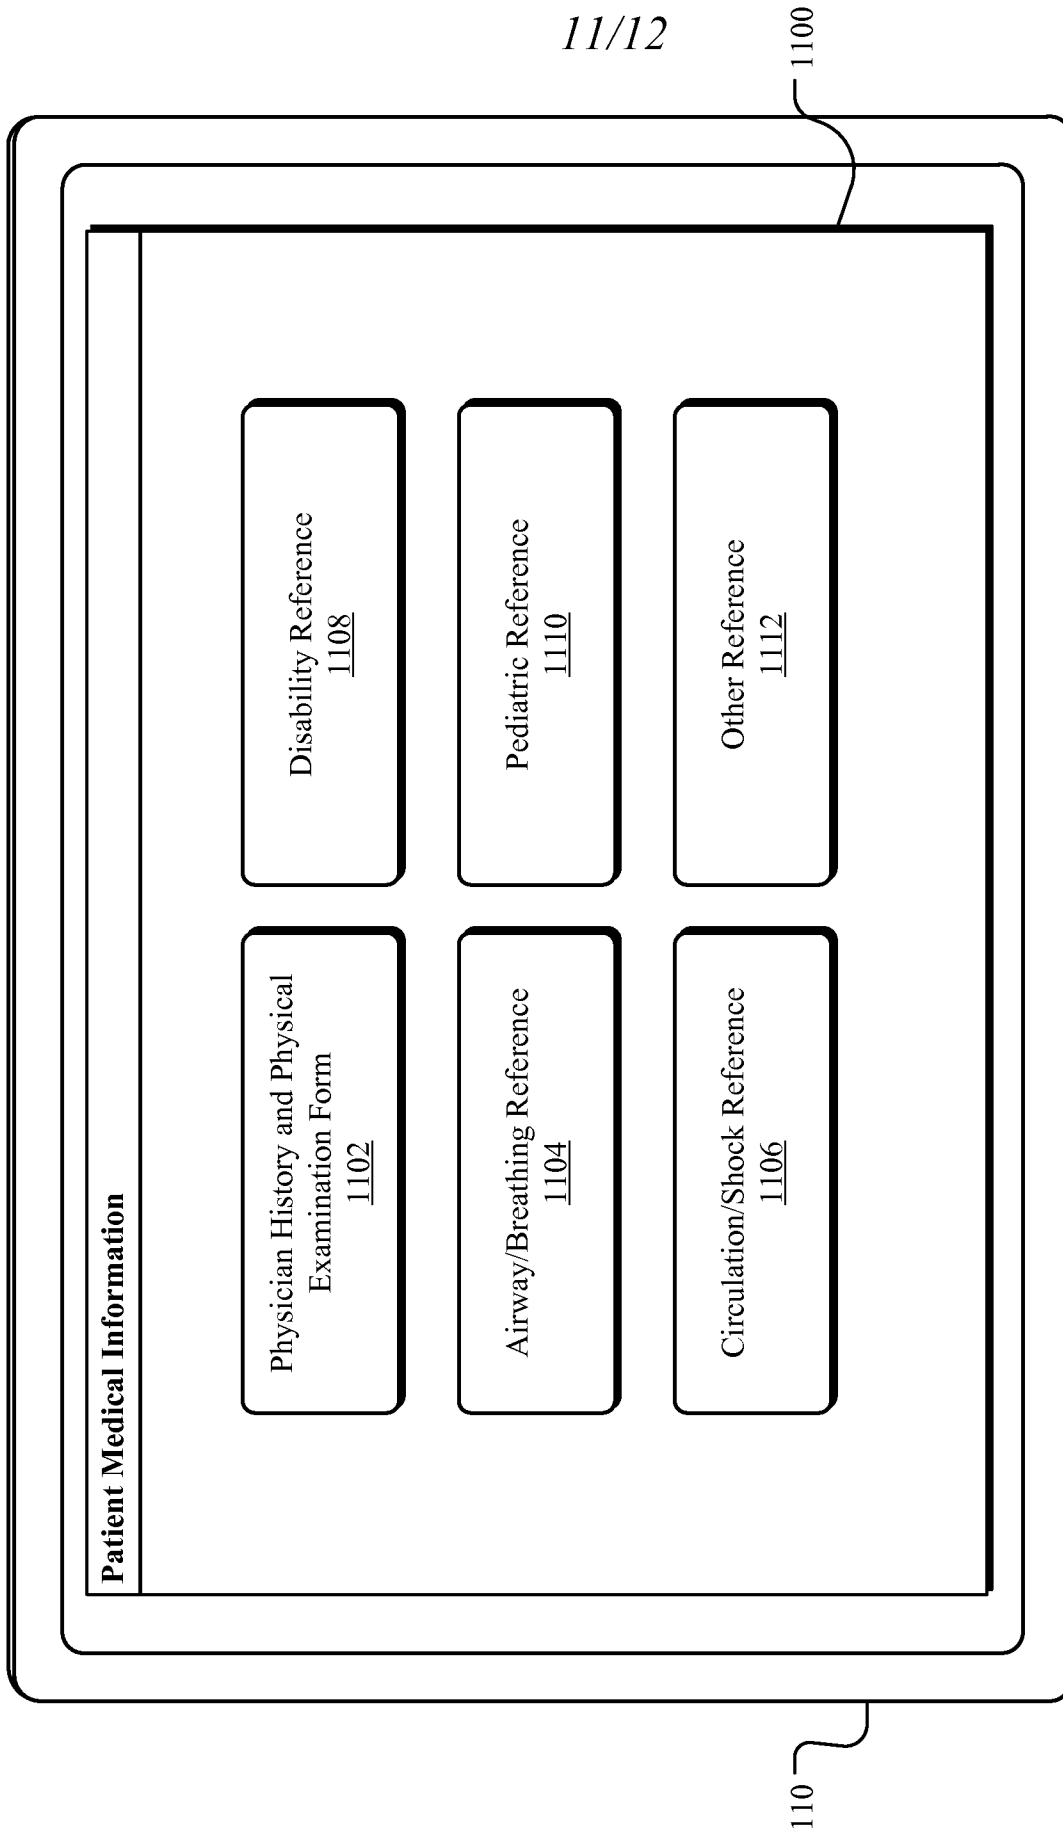 11/12
Patient Medical Information
Physician History and Physical
Examination Form
1102
Disability Reference
1108
Airway/Breathing Reference
1104
Pediatric Reference
1110
Circulation/Shock Reference
1106
Other Reference
1112
110
1100